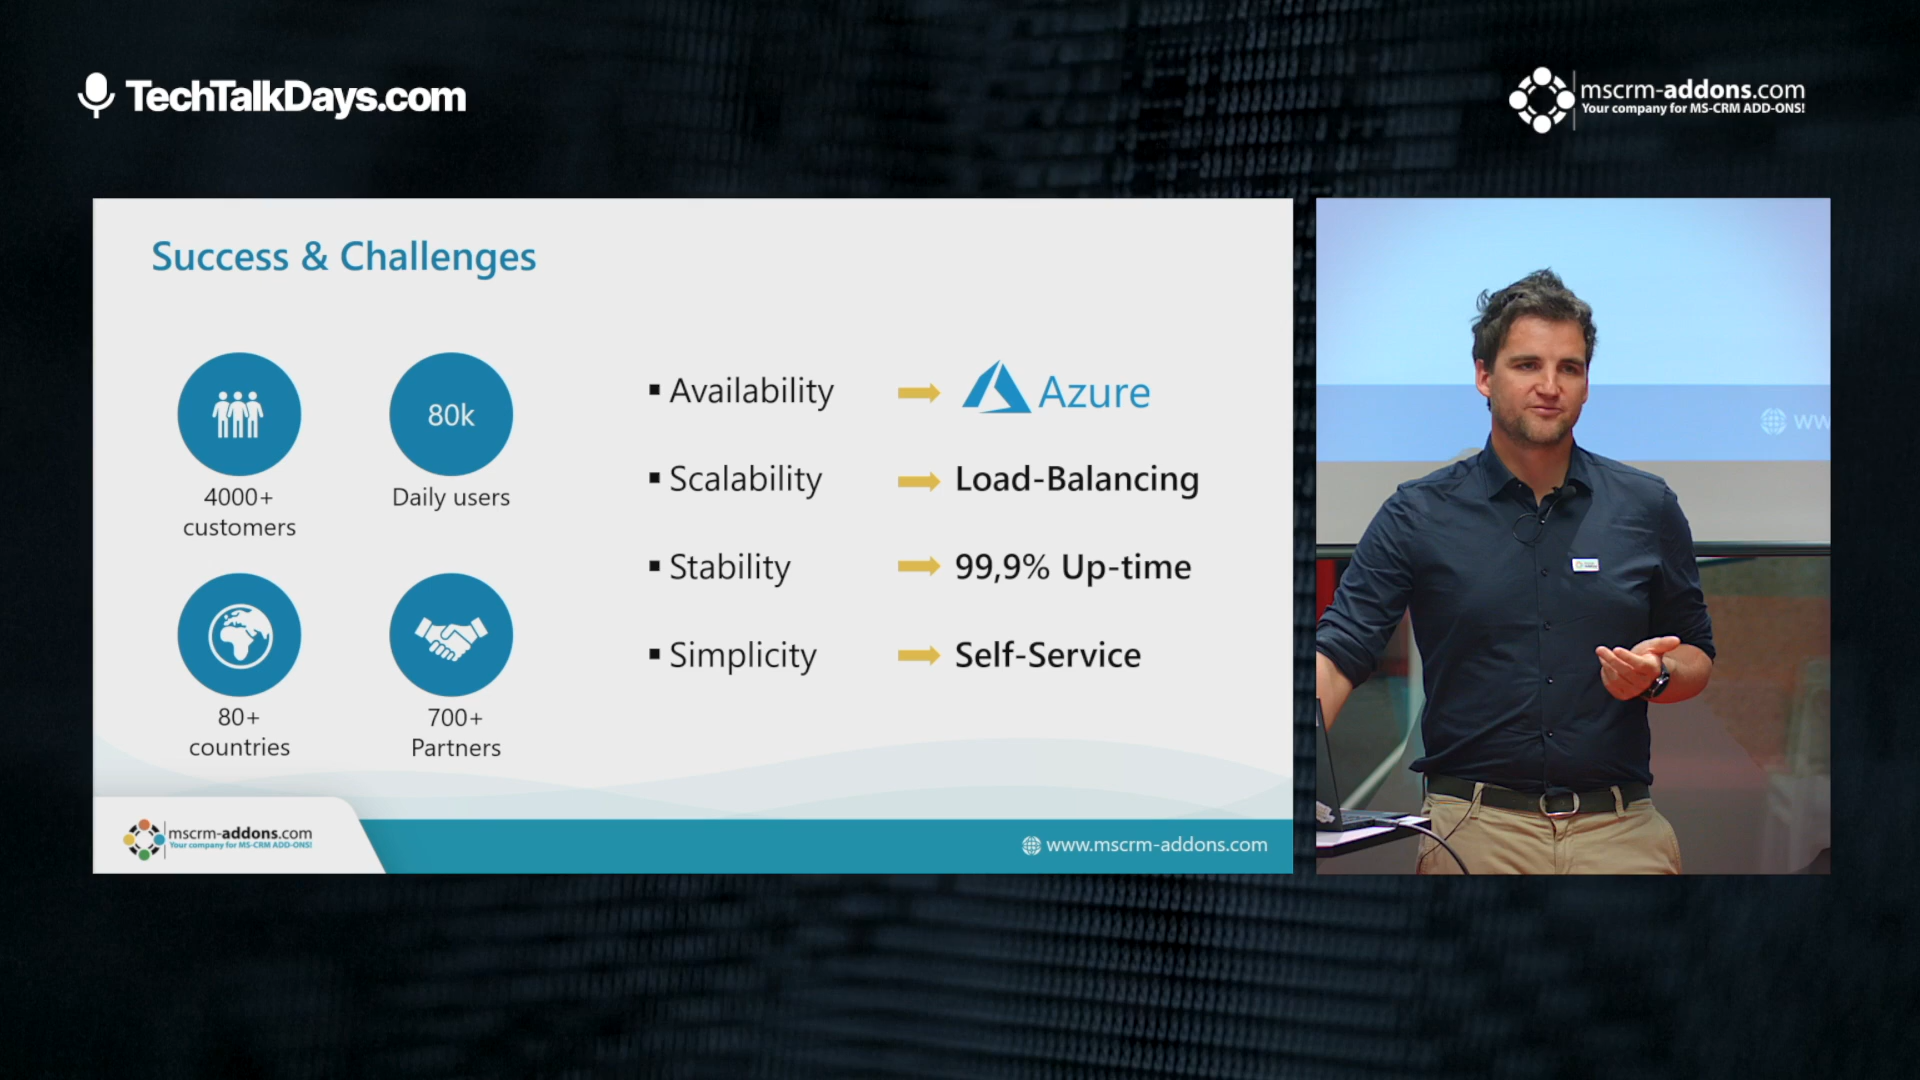 TechTalkDays.com
mscrm-addons.com
Your company for MS-CRM ADD-ONS!
Success & Challenges
80k
4000+
customers
Daily users
80+
countries
700+
Partners
▪ Availability
Azure
▪ Scalability
Load-Balancing
▪ Stability
99,9% Up-time
▪ Simplicity
Self-Service
mscrm-addons.com
Your company for MS-CRM ADD-ONS!
www.mscrm-addons.com
ww